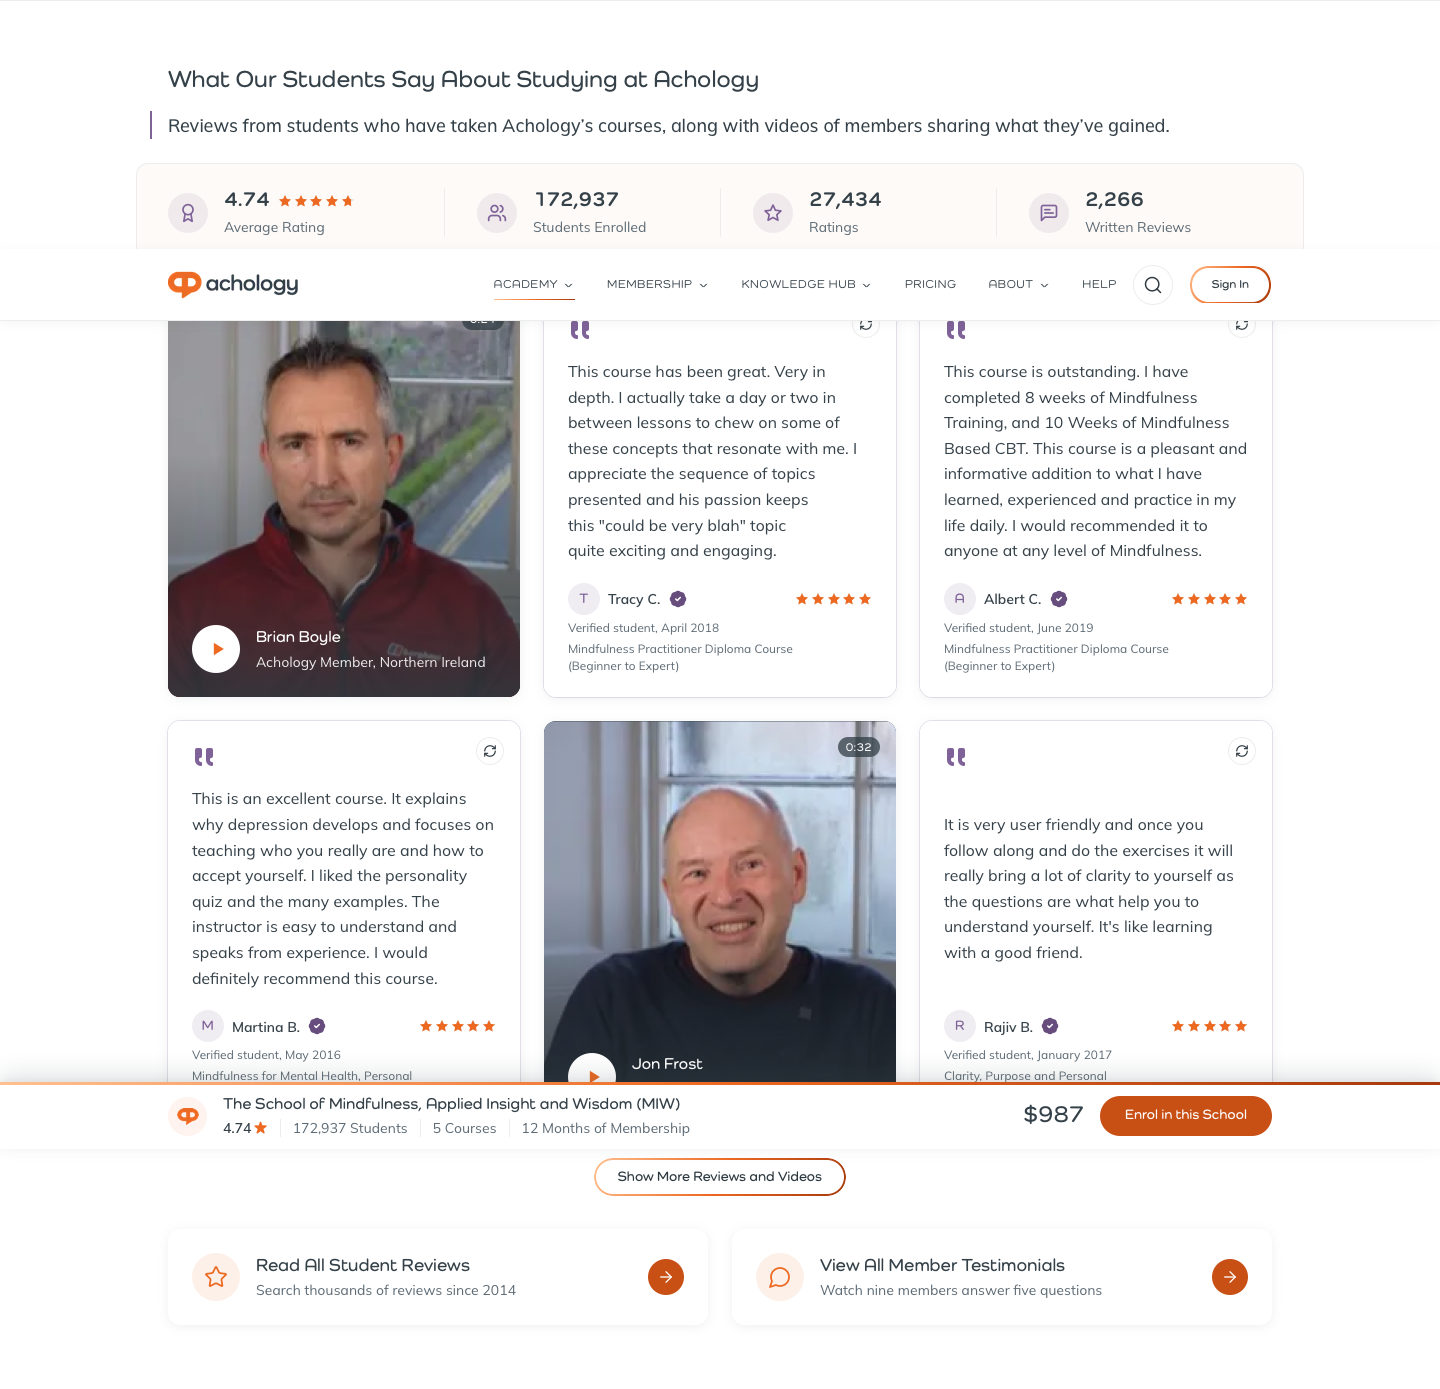 What Our Students Say About Studying at Achology
Reviews from students who have taken Achology’s courses, along with videos of members sharing what they’ve gained.
4.74
Average Rating
172,937
Students Enrolled
27,434
Ratings
2,266
Written Reviews
achology
ACADEMY
MEMBERSHIP
KNOWLEDGE HUB
PRICING
ABOUT
HELP
Sign In
Brian Boyle
Achology Member, Northern Ireland
This course has been great. Very in
depth. I actually take a day or two in
between lessons to chew on some of
these concepts that resonate with me. I
appreciate the sequence of topics
presented and his passion keeps
this "could be very blah" topic
quite exciting and engaging.
T
Tracy C.
Verified student, April 2018
Mindfulness Practitioner Diploma Course
(Beginner to Expert)
This course is outstanding. I have
completed 8 weeks of Mindfulness
Training, and 10 Weeks of Mindfulness
Based CBT. This course is a pleasant and
informative addition to what I have
learned, experienced and practice in my
life daily. I would recommended it to
anyone at any level of Mindfulness.
A
Albert C.
Verified student, June 2019
Mindfulness Practitioner Diploma Course
(Beginner to Expert)
This is an excellent course. It explains
why depression develops and focuses on
teaching who you really are and how to
accept yourself. I liked the personality
quiz and the many examples. The
instructor is easy to understand and
speaks from experience. I would
definitely recommend this course.
M
Martina B.
Verified student, May 2016
Mindfulness for Mental Health, Personal
0:32
Jon Frost
It is very user friendly and once you
follow along and do the exercises it will
really bring a lot of clarity to yourself as
the questions are what help you to
understand yourself. It's like learning
with a good friend.
R
Rajiv B.
Verified student, January 2017
Clarity, Purpose and Personal
The School of Mindfulness, Applied Insight and Wisdom (MIW)
4.74
172,937 Students
5 Courses
12 Months of Membership
$987
Enrol in this School
Show More Reviews and Videos
Read All Student Reviews
Search thousands of reviews since 2014
View All Member Testimonials
Watch nine members answer five questions